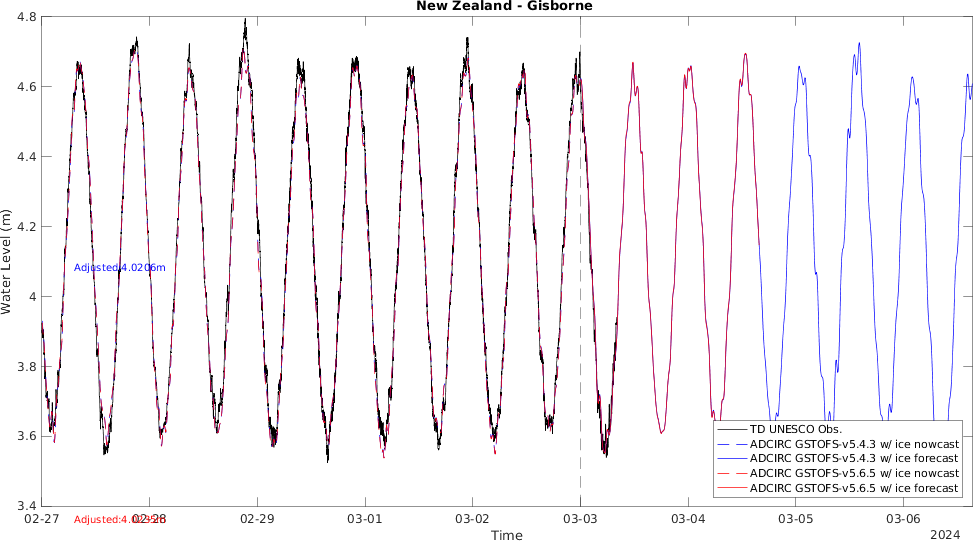 New Zealand - Gisborne
4.8
4.6
4.4
4.2
4
3.8
3.6
3.4
Water Level (m)
Adjusted:4.0206m
TD UNESCO Obs.
ADCIRC GSTOFS-v5.4.3 w/ ice nowcast
ADCIRC GSTOFS-v5.4.3 w/ ice forecast
ADCIRC GSTOFS-v5.6.5 w/ ice nowcast
ADCIRC GSTOFS-v5.6.5 w/ ice forecast
02-27 02-28 02-29 03-01 03-02 03-03 03-04 03-05 03-06
Time
2024